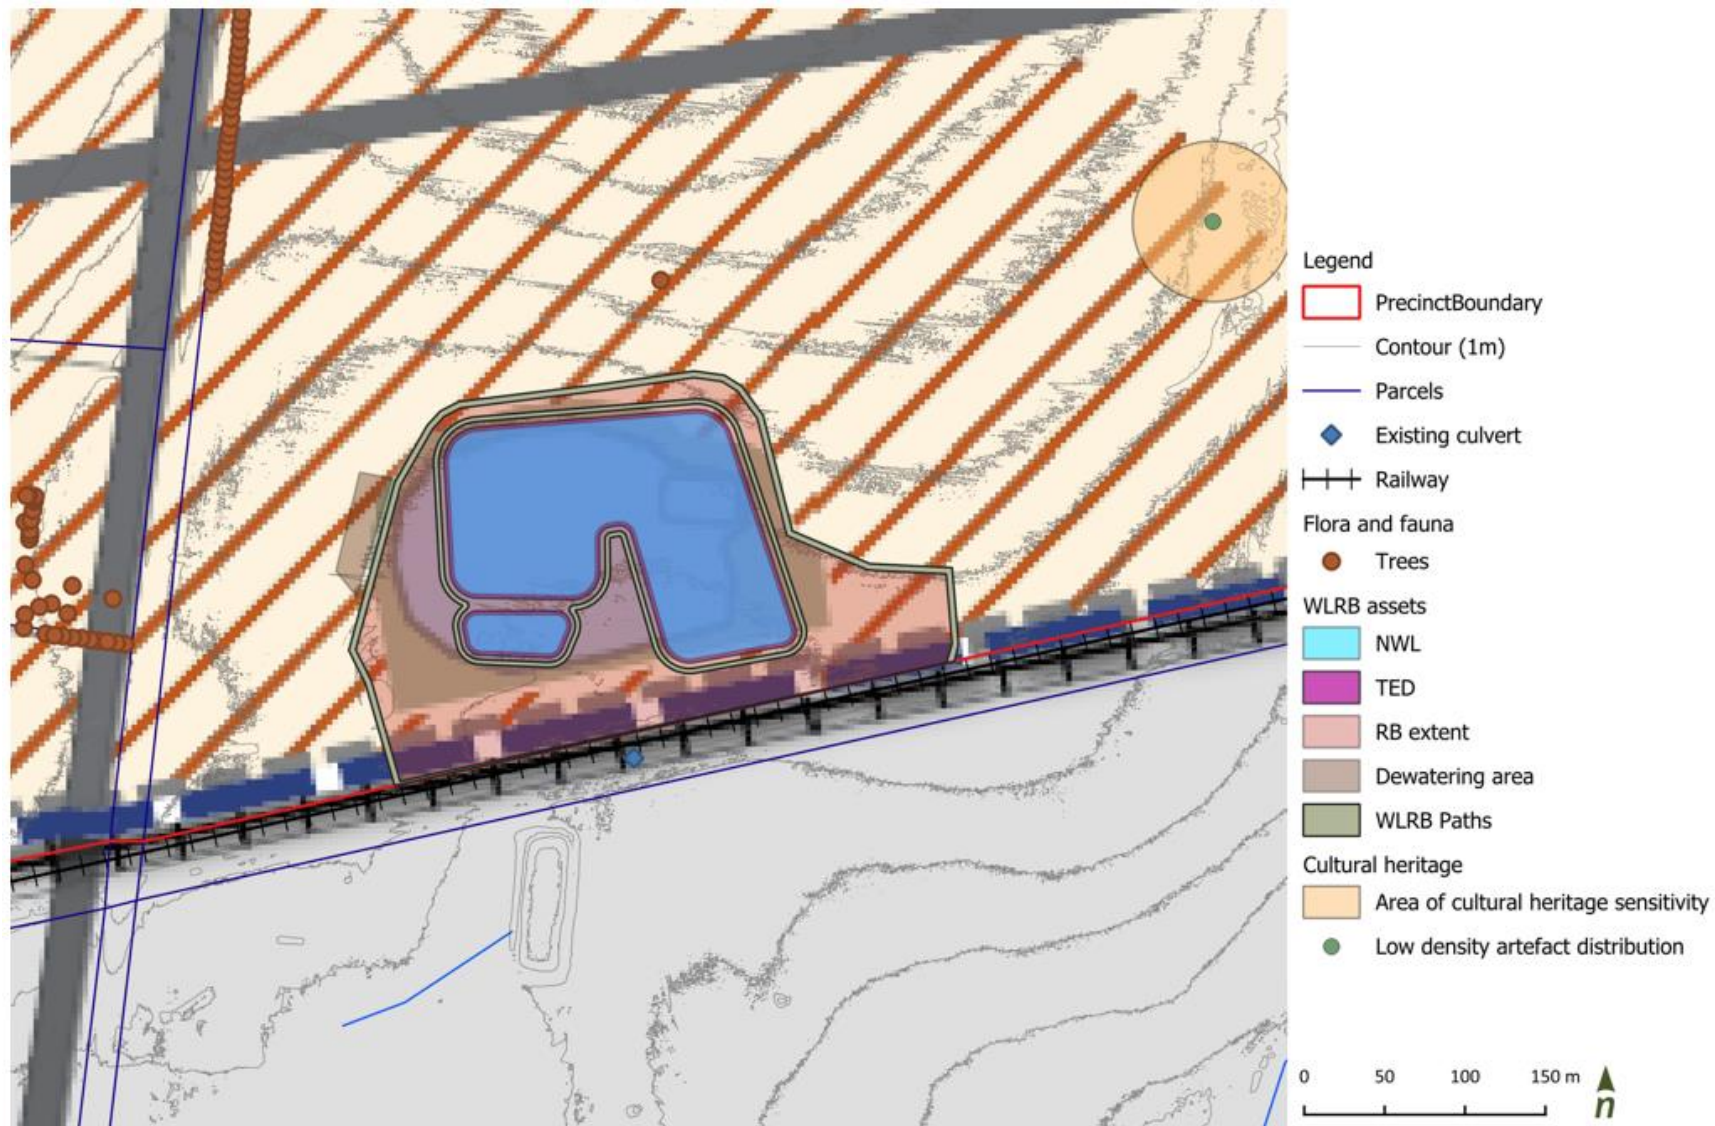 Legend
PrecinctBoundary
Contour (1m)
Parcels
Existing culvert
Railway
Flora and fauna
Trees
WLRB assets
NWL
TED
RB extent
Dewatering area
WLRB Paths
Cultural heritage
Area of cultural heritage sensitivity
Low density artefact distribution
0 50 100 150 m
n